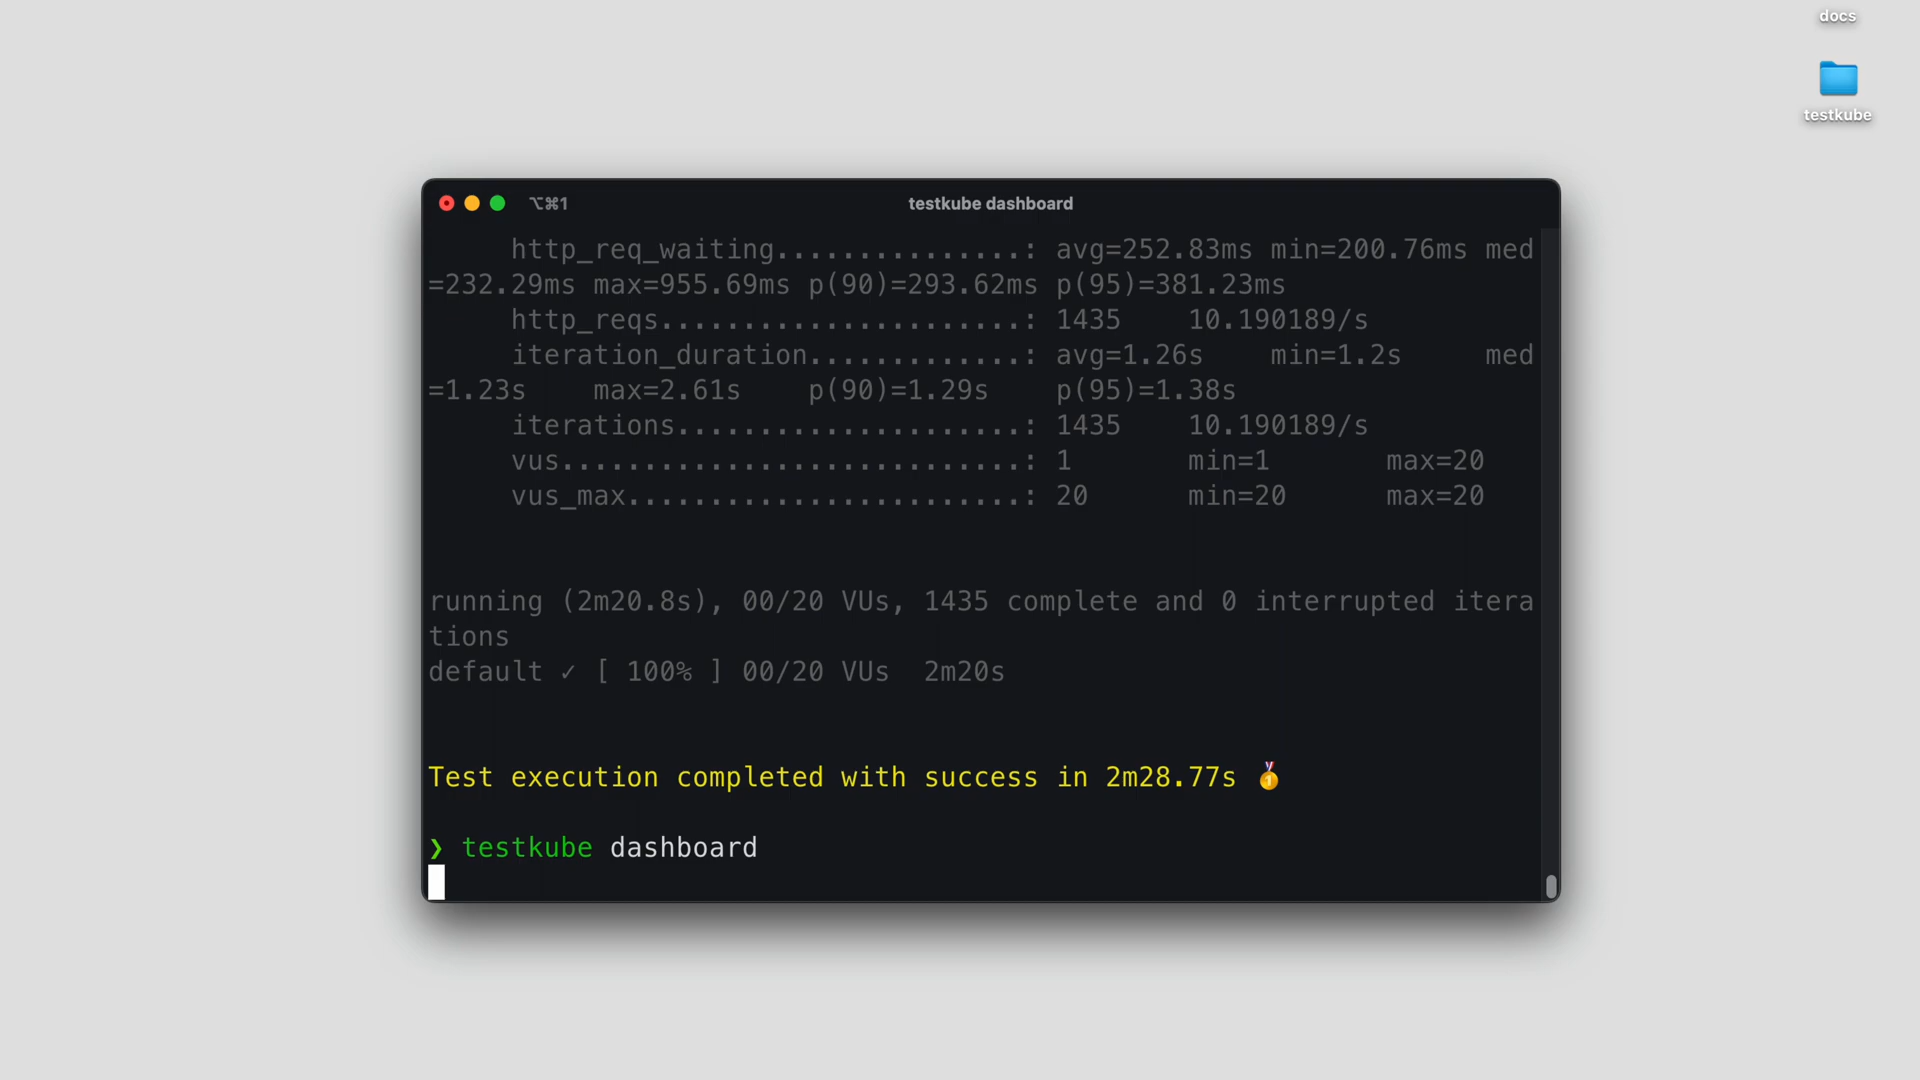 docs
testkube
⌥⌘1
testkube dashboard
http_req_waiting...............: avg=252.83ms min=200.76ms med
=232.29ms max=955.69ms p(90)=293.62ms p(95)=381.23ms
http_reqs......................: 1435 10.190189/s
iteration_duration.............: avg=1.26s min=1.2s med
=1.23s max=2.61s p(90)=1.29s p(95)=1.38s
iterations.....................: 1435 10.190189/s
vus............................: 1 min=1 max=20
vus_max........................: 20 min=20 max=20
running (2m20.8s), 00/20 VUs, 1435 complete and 0 interrupted itera
tions
default ✓ [ 100% ] 00/20 VUs 2m20s
Test execution completed with success in 2m28.77s 🥇
❯ testkube dashboard